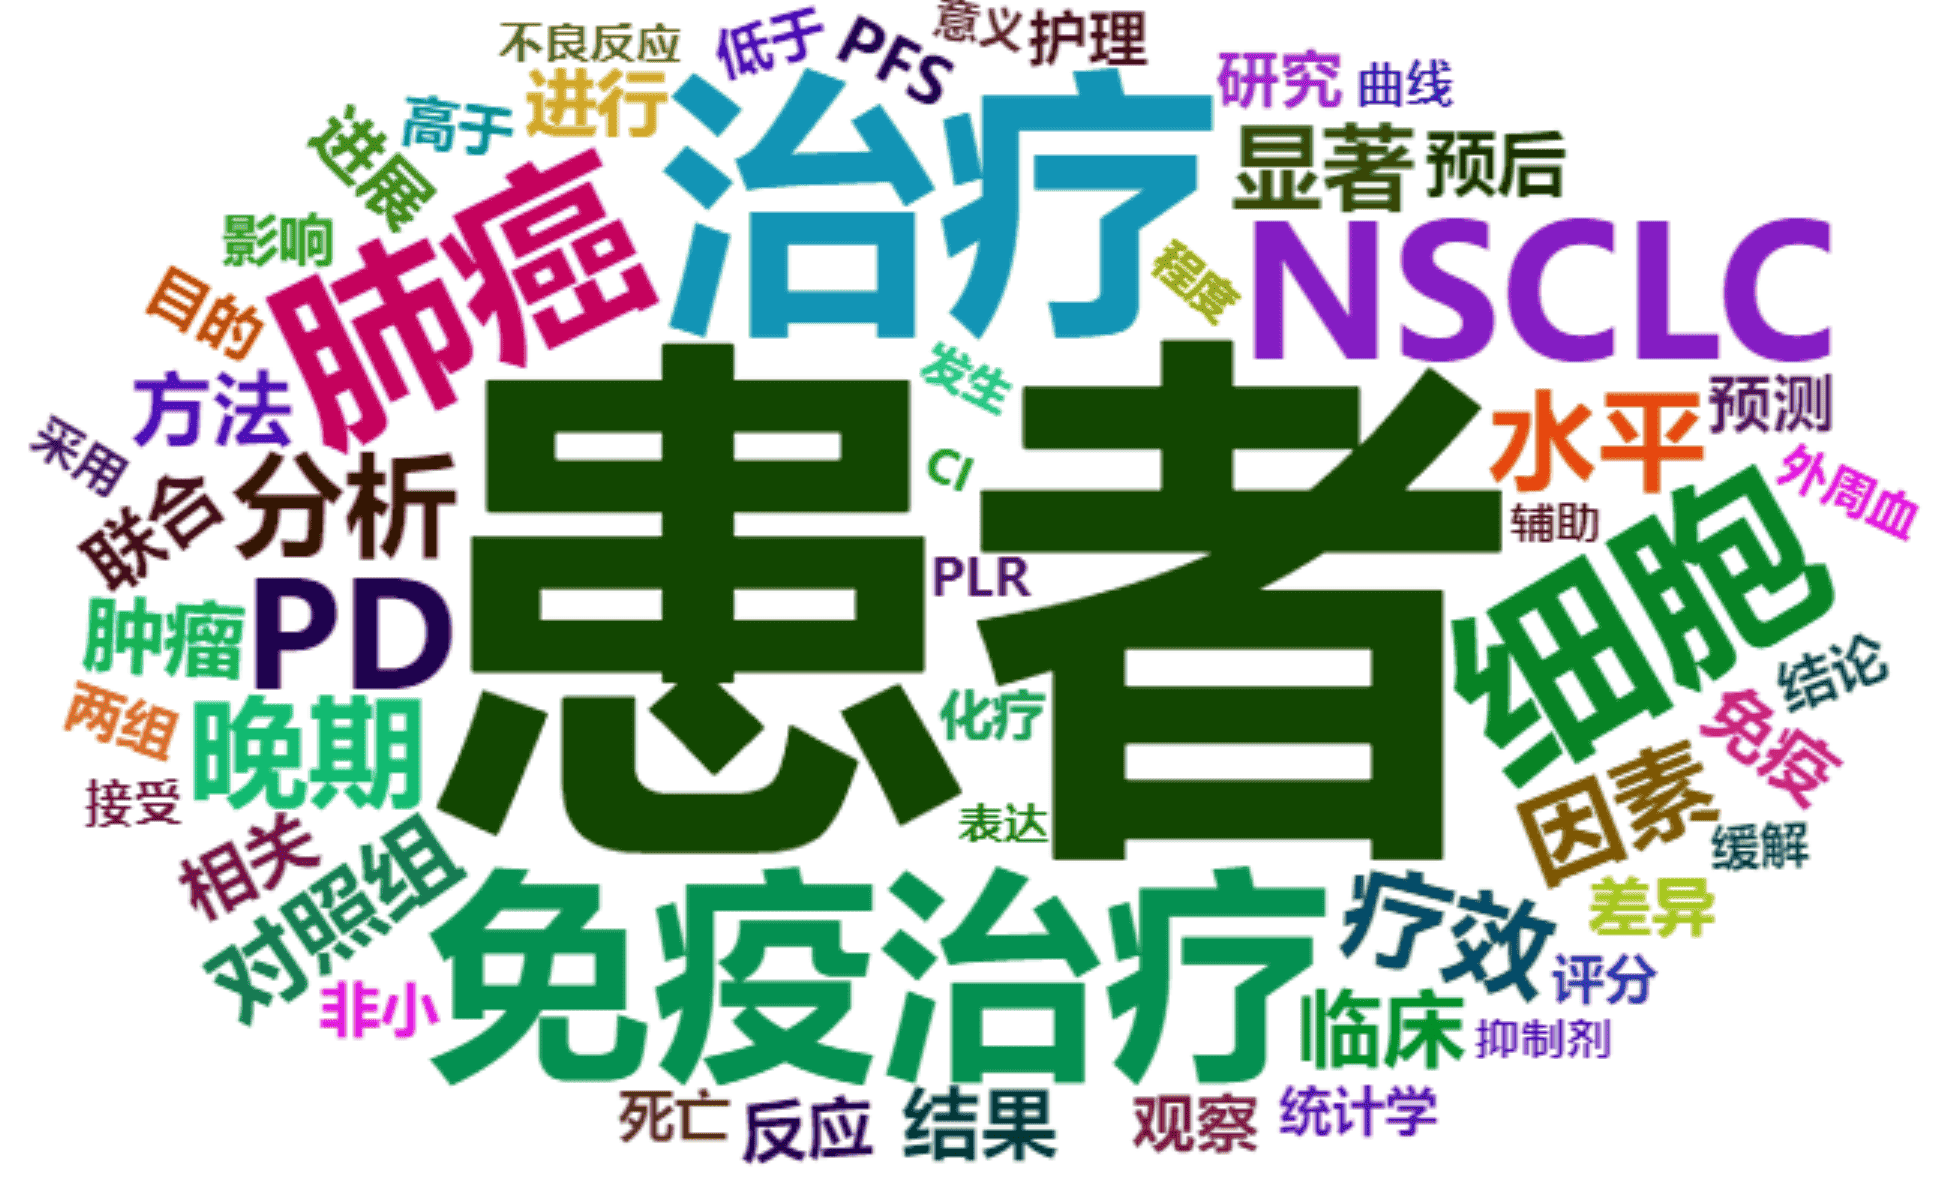 不良反应
低于
PFS
意义
护理
进行
高于
进展
治疗
研究
曲线
显著
预后
影响
肺癌
目的
程度
NSCLC
方法
采用
发生
水平
预测
外周血
联合
分析
患者
CI
辅助
细胞
肿瘤
PD
PLR
结论
两组
晚期
化疗
免疫
接受
表达
因素
缓解
相关
对照组
非小
免疫治疗
疗效
差异
评分
临床
抑制剂
死亡
反应
结果
观察
统计学